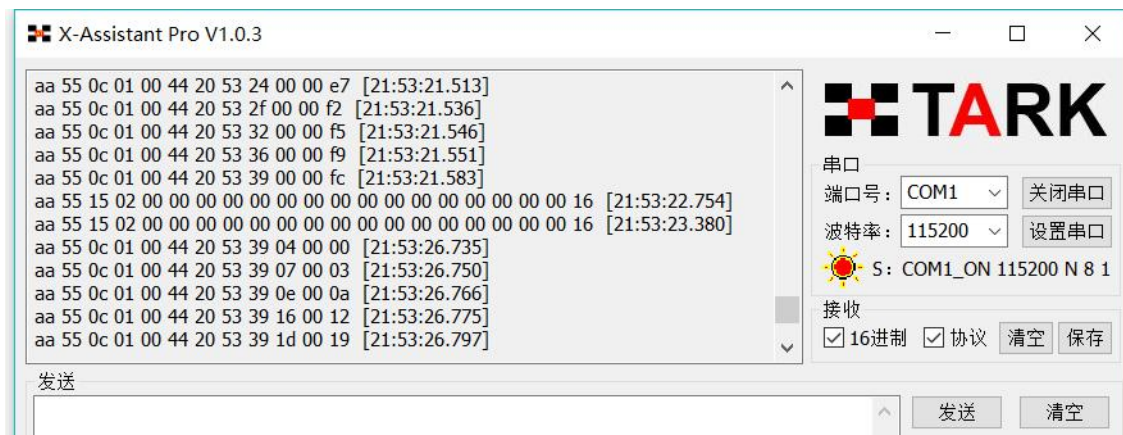 X-Assistant Pro V1.0.3
aa 55 0c 01 00 44 20 53 24 00 00 e7 [21:53:21.513]
aa 55 0c 01 00 44 20 53 2f 00 00 f2 [21:53:21.536]
aa 55 0c 01 00 44 20 53 32 00 00 f5 [21:53:21.546]
aa 55 0c 01 00 44 20 53 36 00 00 f9 [21:53:21.551]
aa 55 0c 01 00 44 20 53 39 00 00 fc [21:53:21.583]
aa 55 15 02 00 00 00 00 00 00 00 00 00 00 00 00 00 00 00 00 16 [21:53:22.754]
aa 55 15 02 00 00 00 00 00 00 00 00 00 00 00 00 00 00 00 00 16 [21:53:23.380]
aa 55 0c 01 00 44 20 53 39 04 00 00 [21:53:26.735]
aa 55 0c 01 00 44 20 53 39 07 00 03 [21:53:26.750]
aa 55 0c 01 00 44 20 53 39 0e 00 0a [21:53:26.766]
aa 55 0c 01 00 44 20 53 39 16 00 12 [21:53:26.775]
aa 55 0c 01 00 44 20 53 39 1d 00 19 [21:53:26.797]
TARK
串口
端口号： COM1 关闭串口
波特率： 115200 设置串口
S： COM1_ON 115200 N 8 1
接收
16进制 协议 清空 保存
发送
发送 清空